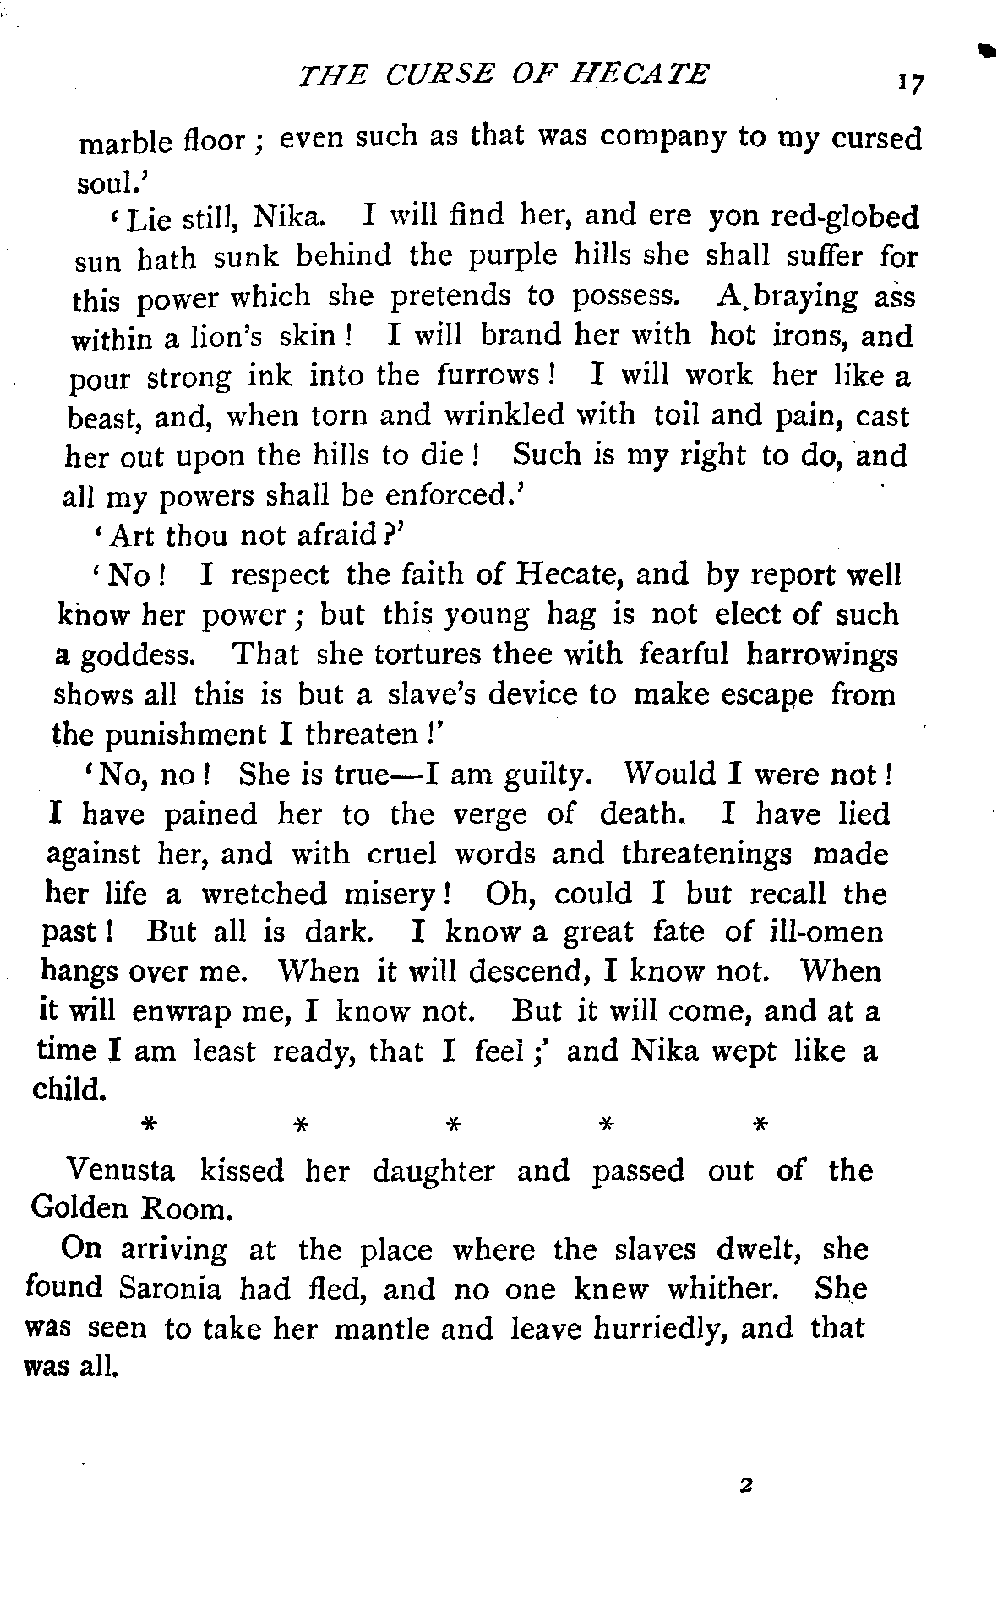 THE CURSE OF HECATE 17
marble floor ; even such as that was company to my cursed
soul.’
‘Lie still, Nika. I will find her, and ere yon red-globed
sun hath sunk behind the purple hills she shall suffer for
this power which she pretends to possess. A braying ass
within a lion’s skin ! I will brand her with hot irons, and
pour strong ink into the furrows ! I will work her like a
beast, and, when torn and wrinkled with toil and pain, cast
her out upon the hills to die ! Such is my right to do, and
all my powers shall be enforced.’
‘Art thou not afraid ?’
‘No ! I respect the faith of Hecate, and by report well
know her power ; but this young hag is not elect of such
a goddess. That she tortures thee with fearful harrowings
shows all this is but a slave’s device to make escape from
the punishment I threaten !’
‘No, no ! She is true—I am guilty. Would I were not !
I have pained her to the verge of death. I have lied
against her, and with cruel words and threatenings made
her life a wretched misery ! Oh, could I but recall the
past ! But all is dark. I know a great fate of ill-omen
hangs over me. When it will descend, I know not. When
it will enwrap me, I know not. But it will come, and at a
time I am least ready, that I feel ;’ and Nika wept like a
child.
* * * * *
Venusta kissed her daughter and passed out of the
Golden Room.
On arriving at the place where the slaves dwelt, she
found Saronia had fled, and no one knew whither. She
was seen to take her mantle and leave hurriedly, and that
was all.
2